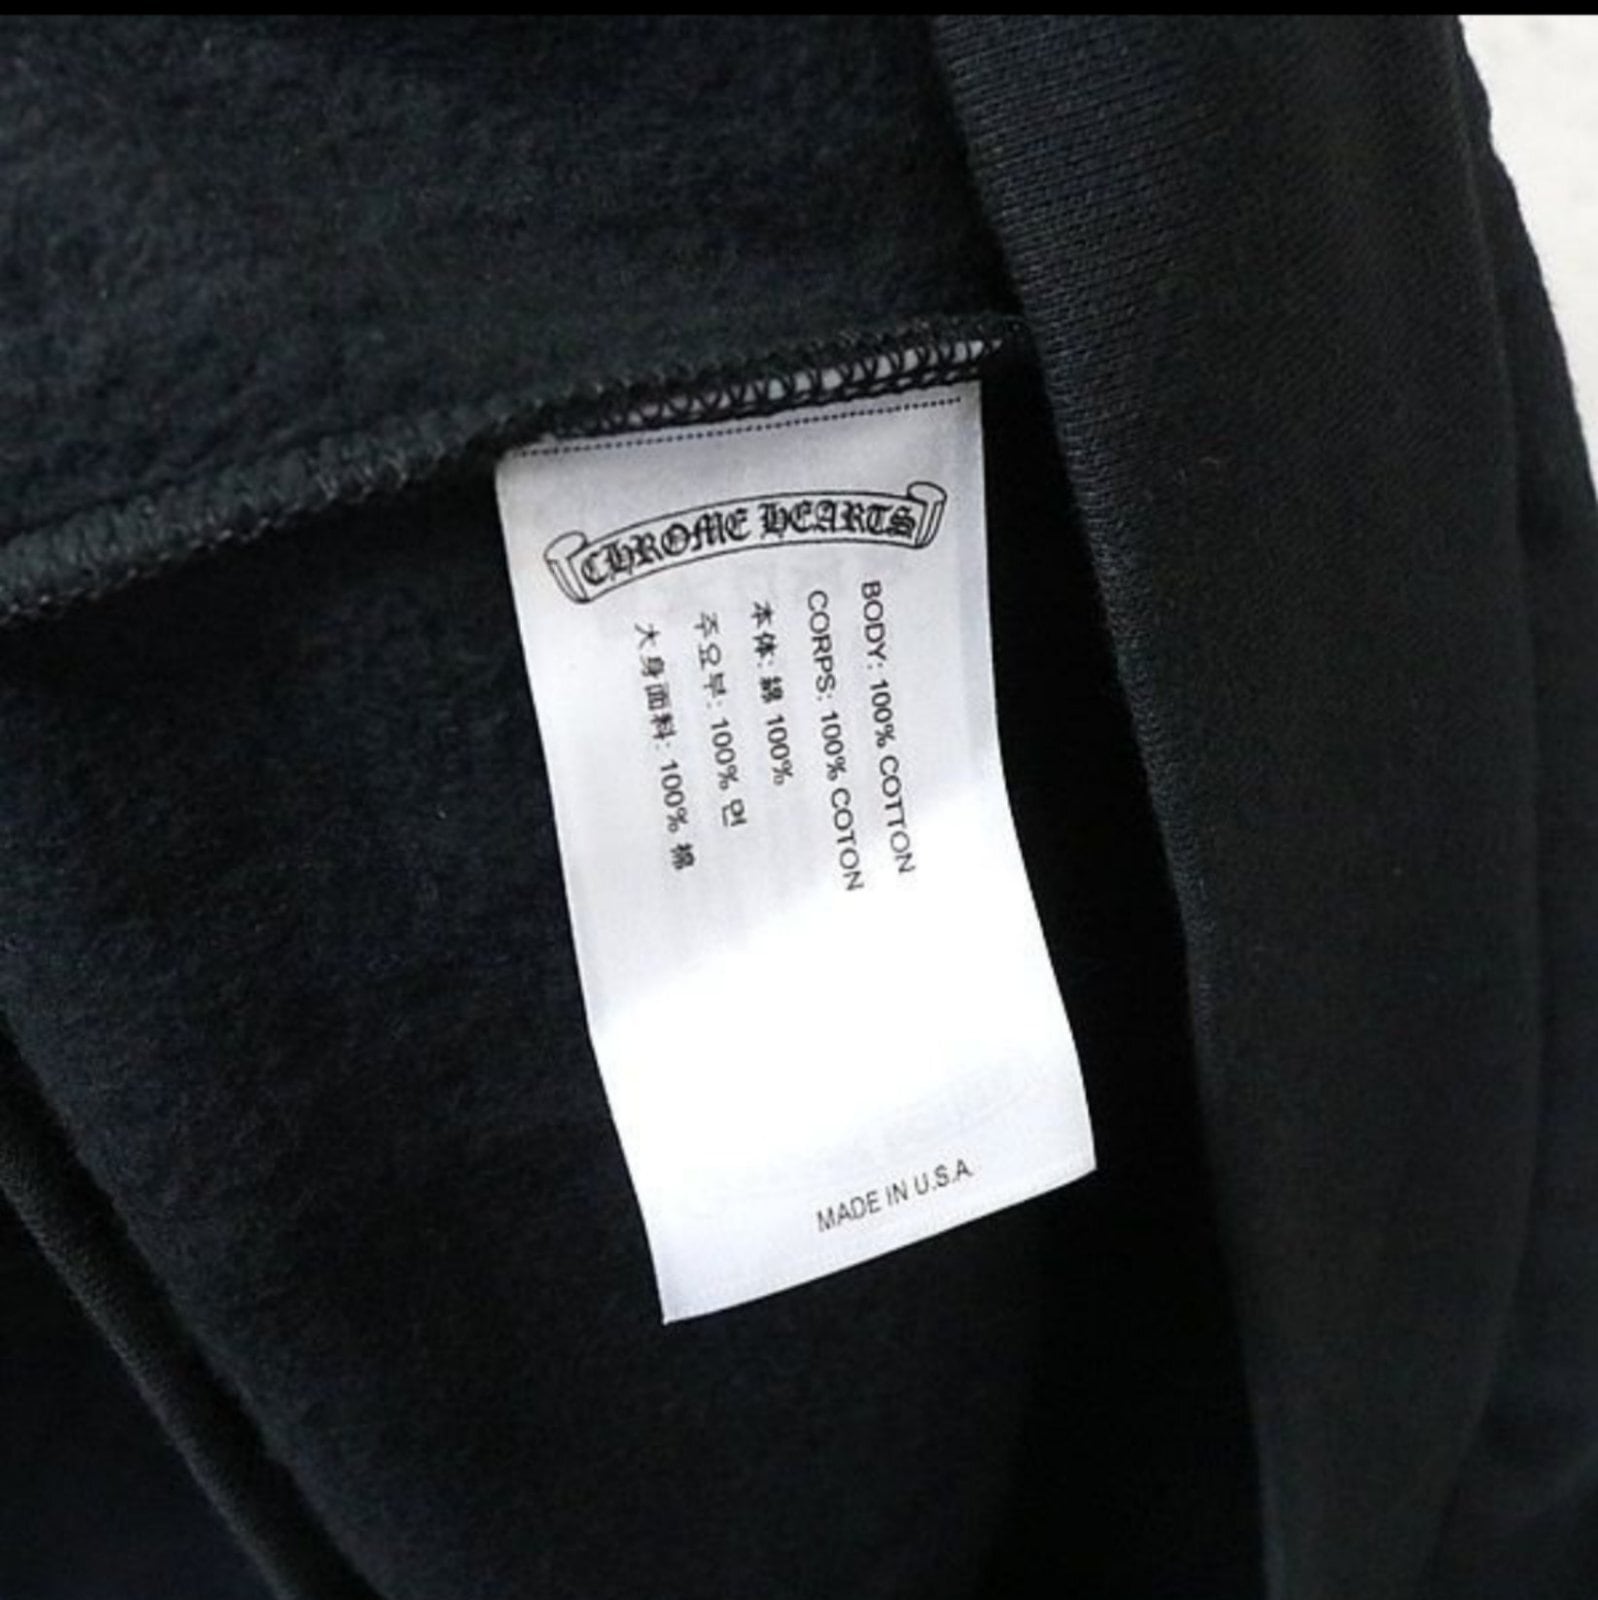 CHROME HEARTS
BODY: 100% COTTON
CORPS: 100% COTON
本体: 綿 100%
주요부: 100% 면
大身面料: 100% 棉
MADE IN U.S.A.